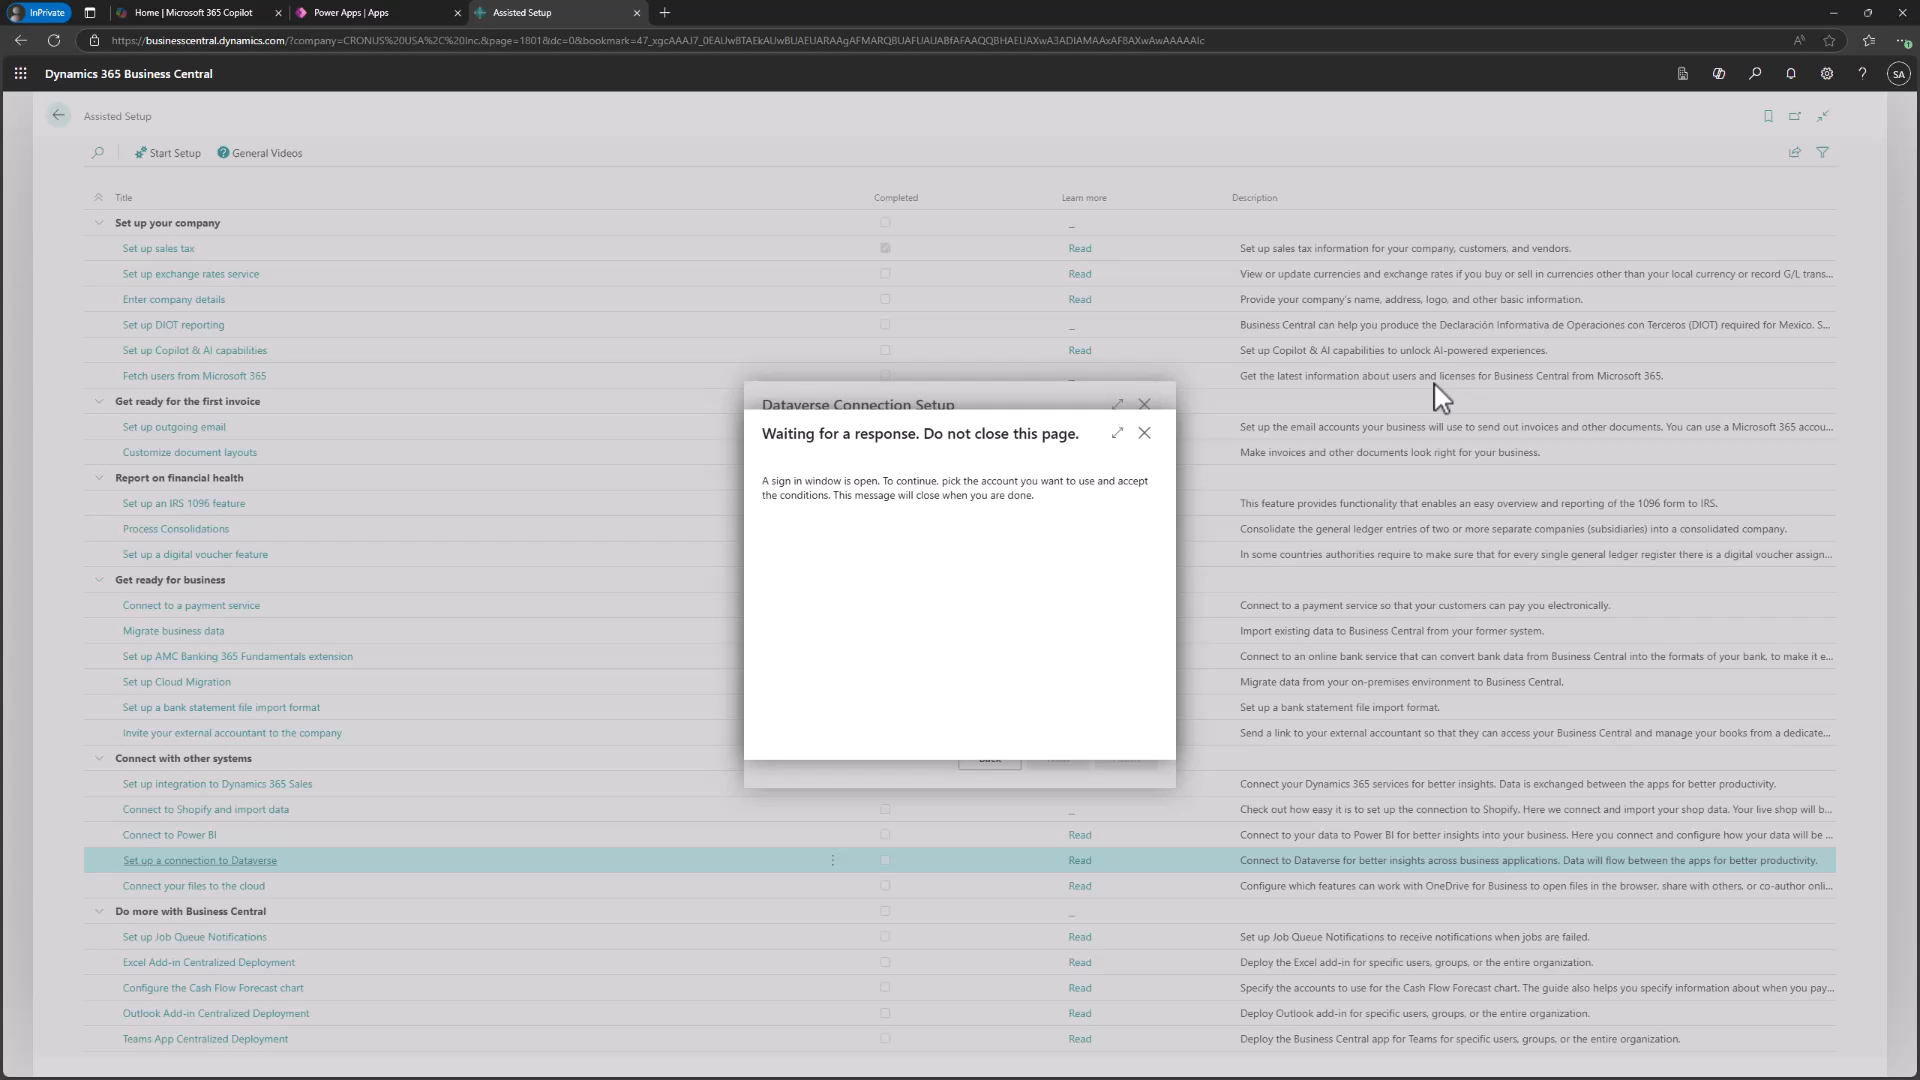 InPrivate
Home | Microsoft 365 Copilot
Power Apps | Apps
Assisted Setup
Dynamics 365 Business Central
SA
Assisted Setup
Start Setup
General Videos
Title Completed Learn more Description
Set up your company _
Set up sales tax Read Set up sales tax information for your company, customers, and vendors.
Set up exchange rates service Read View or update currencies and exchange rates if you buy or sell in currencies other than your local currency or record G/L trans...
Enter company details Read Provide your company's name, address, logo, and other basic information.
Set up DIOT reporting _ Business Central can help you produce the Declaración Informativa de Operaciones con Terceros (DIOT) required for Mexico. S...
Set up Copilot & AI capabilities Read Set up Copilot & AI capabilities to unlock AI-powered experiences.
Fetch users from Microsoft 365 Get the latest information about users and licenses for Business Central from Microsoft 365.
Get ready for the first invoice
Set up outgoing email Set up the email accounts your business will use to send out invoices and other documents. You can use a Microsoft 365 accou...
Customize document layouts Make invoices and other documents look right for your business.
Report on financial health
Set up an IRS 1096 feature This feature provides functionality that enables an easy overview and reporting of the 1096 form to IRS.
Process Consolidations Consolidate the general ledger entries of two or more separate companies (subsidiaries) into a consolidated company.
Set up a digital voucher feature In some countries authorities require to make sure that for every single general ledger register there is a digital voucher assign...
Get ready for business
Connect to a payment service Connect to a payment service so that your customers can pay you electronically.
Migrate business data Import existing data to Business Central from your former system.
Set up AMC Banking 365 Fundamentals extension Connect to an online bank service that can convert bank data from Business Central into the formats of your bank, to make it e...
Set up Cloud Migration Migrate data from your on-premises environment to Business Central.
Set up a bank statement file import format Set up a bank statement file import format.
Invite your external accountant to the company Send a link to your external accountant so that they can access your Business Central and manage your books from a dedicate...
Connect with other systems
Set up integration to Dynamics 365 Sales Connect your Dynamics 365 services for better insights. Data is exchanged between the apps for better productivity.
Connect to Shopify and import data _ Check out how easy it is to set up the connection to Shopify. Here we connect and import your shop data. Your live shop will b...
Connect to Power BI Read Connect to your data to Power BI for better insights into your business. Here you connect and configure how your data will be ...
Set up a connection to Dataverse Read Connect to Dataverse for better insights across business applications. Data will flow between the apps for better productivity.
Connect your files to the cloud Read Configure which features can work with OneDrive for Business to open files in the browser, share with others, or co-author onli...
Do more with Business Central _
Set up Job Queue Notifications Read Set up Job Queue Notifications to receive notifications when jobs are failed.
Excel Add-in Centralized Deployment Read Deploy the Excel add-in for specific users, groups, or the entire organization.
Configure the Cash Flow Forecast chart Read Specify the accounts to use for the Cash Flow Forecast chart. The guide also helps you specify information about when you pay...
Outlook Add-in Centralized Deployment Read Deploy Outlook add-in for specific users, groups, or the entire organization.
Teams App Centralized Deployment Read Deploy the Business Central app for Teams for specific users, groups, or the entire organization.
Dataverse Connection Setup
Waiting for a response. Do not close this page.
A sign in window is open. To continue, pick the account you want to use and accept
the conditions. This message will close when you are done.